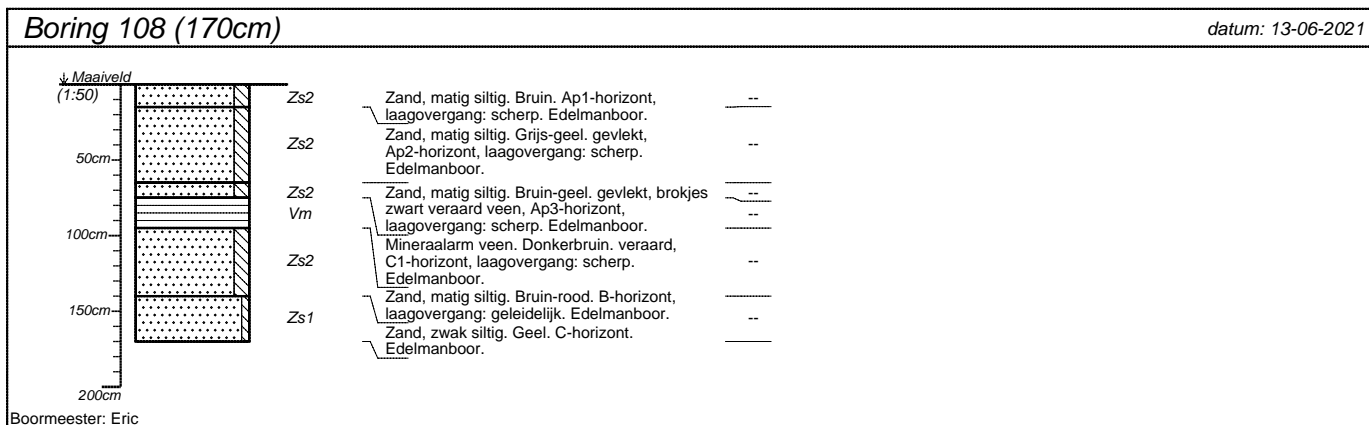 Boring 108 (170cm)
datum: 13-06-2021
Maaiveld
(1:50)
Zs2
Zand, matig siltig. Bruin. Ap1-horizont,
laagovergang: scherp. Edelmanboor.
--
50cm
Zs2
Zand, matig siltig. Grijs-geel. gevlekt,
Ap2-horizont, laagovergang: scherp.
Edelmanboor.
--
Zs2
Zand, matig siltig. Bruin-geel. gevlekt, brokjes
zwart veraard veen, Ap3-horizont,
laagovergang: scherp. Edelmanboor.
--
Vm
Mineraalarm veen. Donkerbruin. veraard,
C1-horizont, laagovergang: scherp.
Edelmanboor.
--
100cm
Zs2
Zand, matig siltig. Bruin-rood. B-horizont,
laagovergang: geleidelijk. Edelmanboor.
--
150cm
Zs1
Zand, zwak siltig. Geel. C-horizont.
Edelmanboor.
--
200cm
Boormeester: Eric